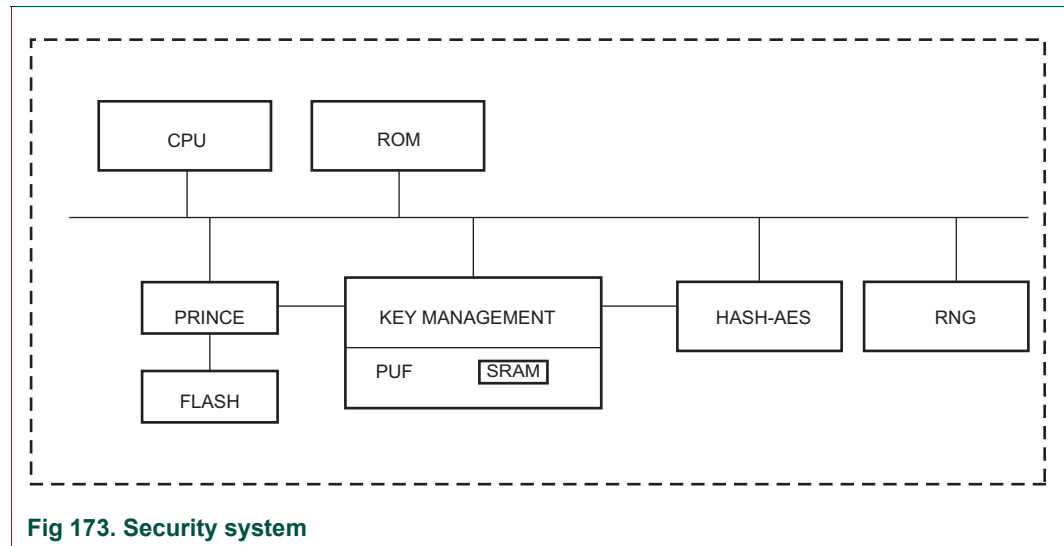 CPU
ROM
PRINCE
KEY MANAGEMENT
HASH-AES
RNG
PUF
SRAM
FLASH
Fig 173. Security system